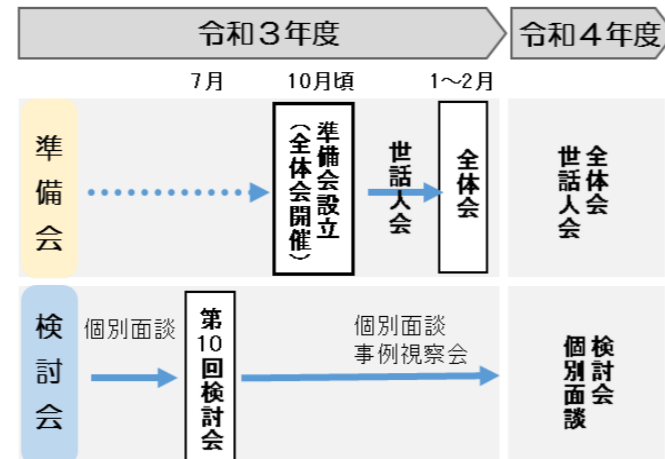 令和３年度
令和４年度
7月
10月頃
1～2月
準備会
準備会設立
（全体会開催）
世話人会
全体会
全体会
世話人会
検討会
個別面談
第10回検討会
個別面談
事例視察会
検討会
個別面談